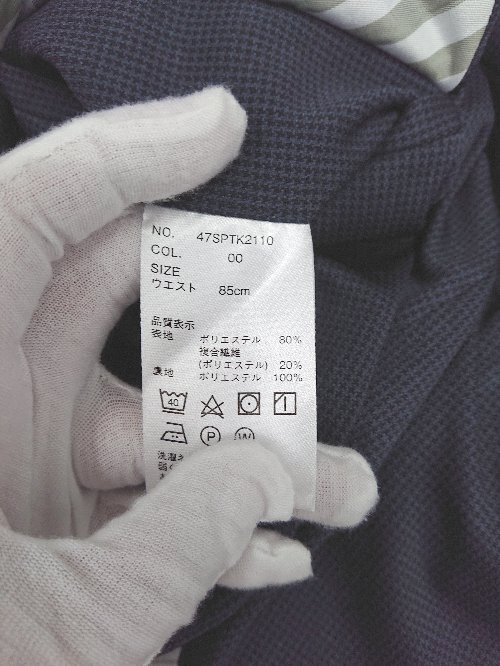 NO. 47SPTK2110
COL. 00
SIZE
ウエスト 85cm
品質表示
表地 ポリエステル 80%
複合繊維
(ポリエステル) 20%
裏地 ポリエステル 100%
40
P W